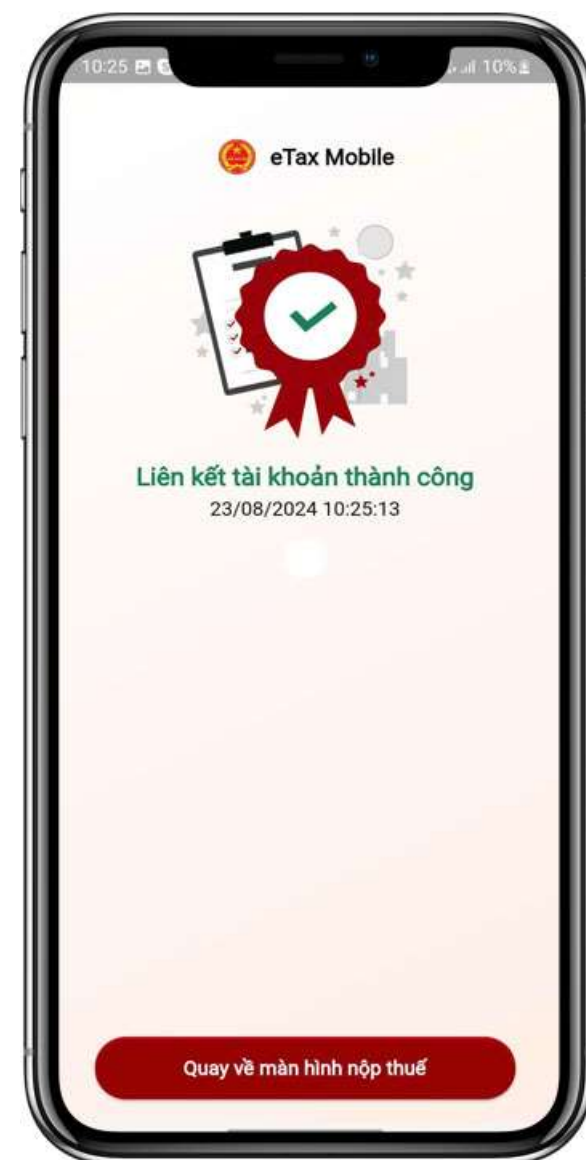 10:25
10%
eTax Mobile
Liên kết tài khoản thành công
23/08/2024 10:25:13
Quay về màn hình nộp thuế